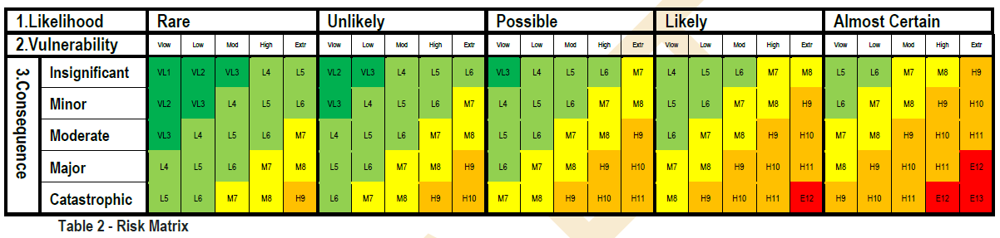 1.Likelihood Rare Unlikely Possible Likely Almost Certain
2.Vulnerability Vlow Low Mod High Extr Vlow Low Mod High Extr Vlow Low Mod High Extr Vlow Low Mod High Extr Vlow Low Mod High Extr
3.Consequence
Insignificant VL1 VL2 VL3 L4 L5 VL2 VL3 L4 L5 L6 VL3 L4 L5 L6 M7 L4 L5 L6 M7 M8 L5 L6 M7 M8 H9
Minor VL2 VL3 L4 L5 L6 VL3 L4 L5 L6 M7 L4 L5 L6 M7 M8 L5 L6 M7 M8 H9 L6 M7 M8 H9 H10
Moderate VL3 L4 L5 L6 M7 L4 L5 L6 M7 M8 L5 L6 M7 M8 H9 L6 M7 M8 H9 H10 M7 M8 H9 H10 H11
Major L4 L5 L6 M7 M8 L5 L6 M7 M8 H9 L6 M7 M8 H9 H10 M7 M8 H9 H10 H11 M8 H9 H10 H11 E12
Catastrophic L5 L6 M7 M8 H9 L6 M7 M8 H9 H10 M7 M8 H9 H10 H11 M8 H9 H10 H11 E12 H9 H10 H11 E12 E13
Table 2 - Risk Matrix